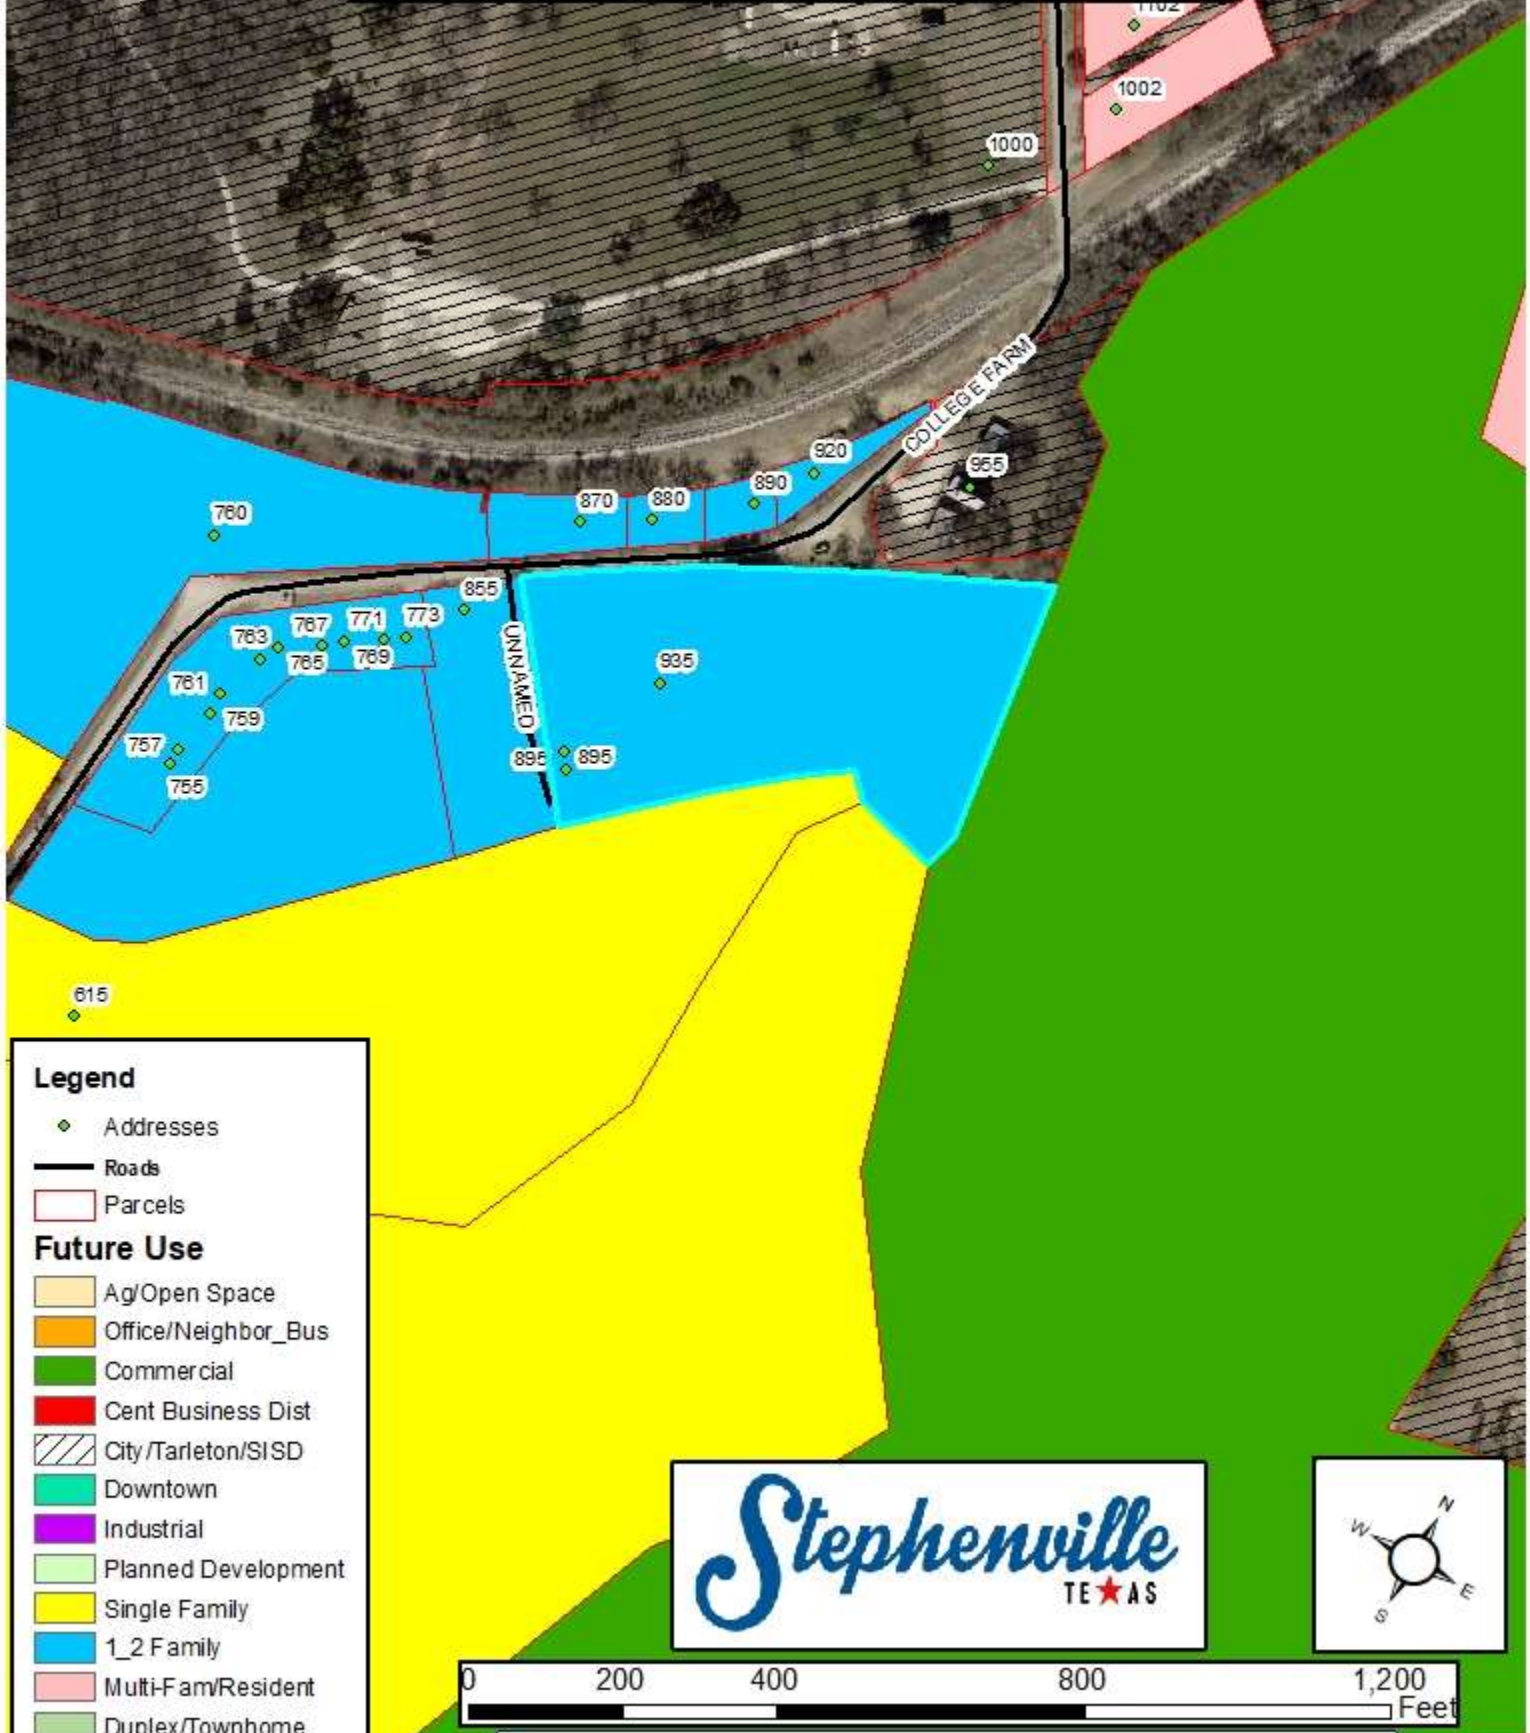 1102
1002
1000
COLLEGE FARM
955
920
890
880
870
760
855
773
771
767
763
765
769
761
759
757
755
UNNAMED
935
895
895
615
Legend
Addresses
Roads
Parcels
Future Use
Ag/Open Space
Office/Neighbor_Bus
Commercial
Cent Business Dist
City/Tarleton/SISD
Downtown
Industrial
Planned Development
Single Family
1_2 Family
Multi-Fam/Resident
Duplex/Townhome
Stephenville
TEXAS
N
W
E
S
0 200 400 800 1,200
Feet